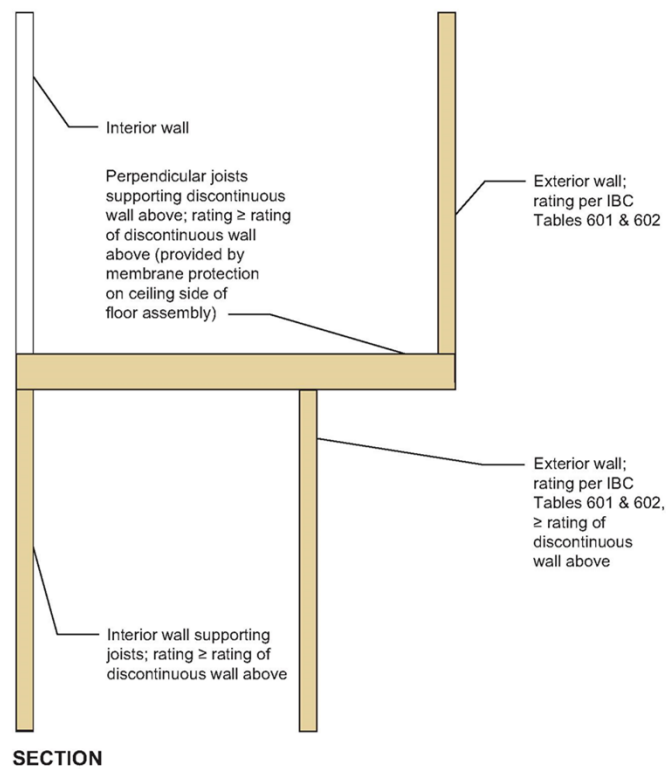 Interior wall
Perpendicular joists
supporting discontinuous
wall above; rating ≥ rating
of discontinuous wall
above (provided by
membrane protection
on ceiling side of
floor assembly)
Exterior wall;
rating per IBC
Tables 601 & 602
Exterior wall;
rating per IBC
Tables 601 & 602,
≥ rating of
discontinuous
wall above
Interior wall supporting
joists; rating ≥ rating of
discontinuous wall above
SECTION